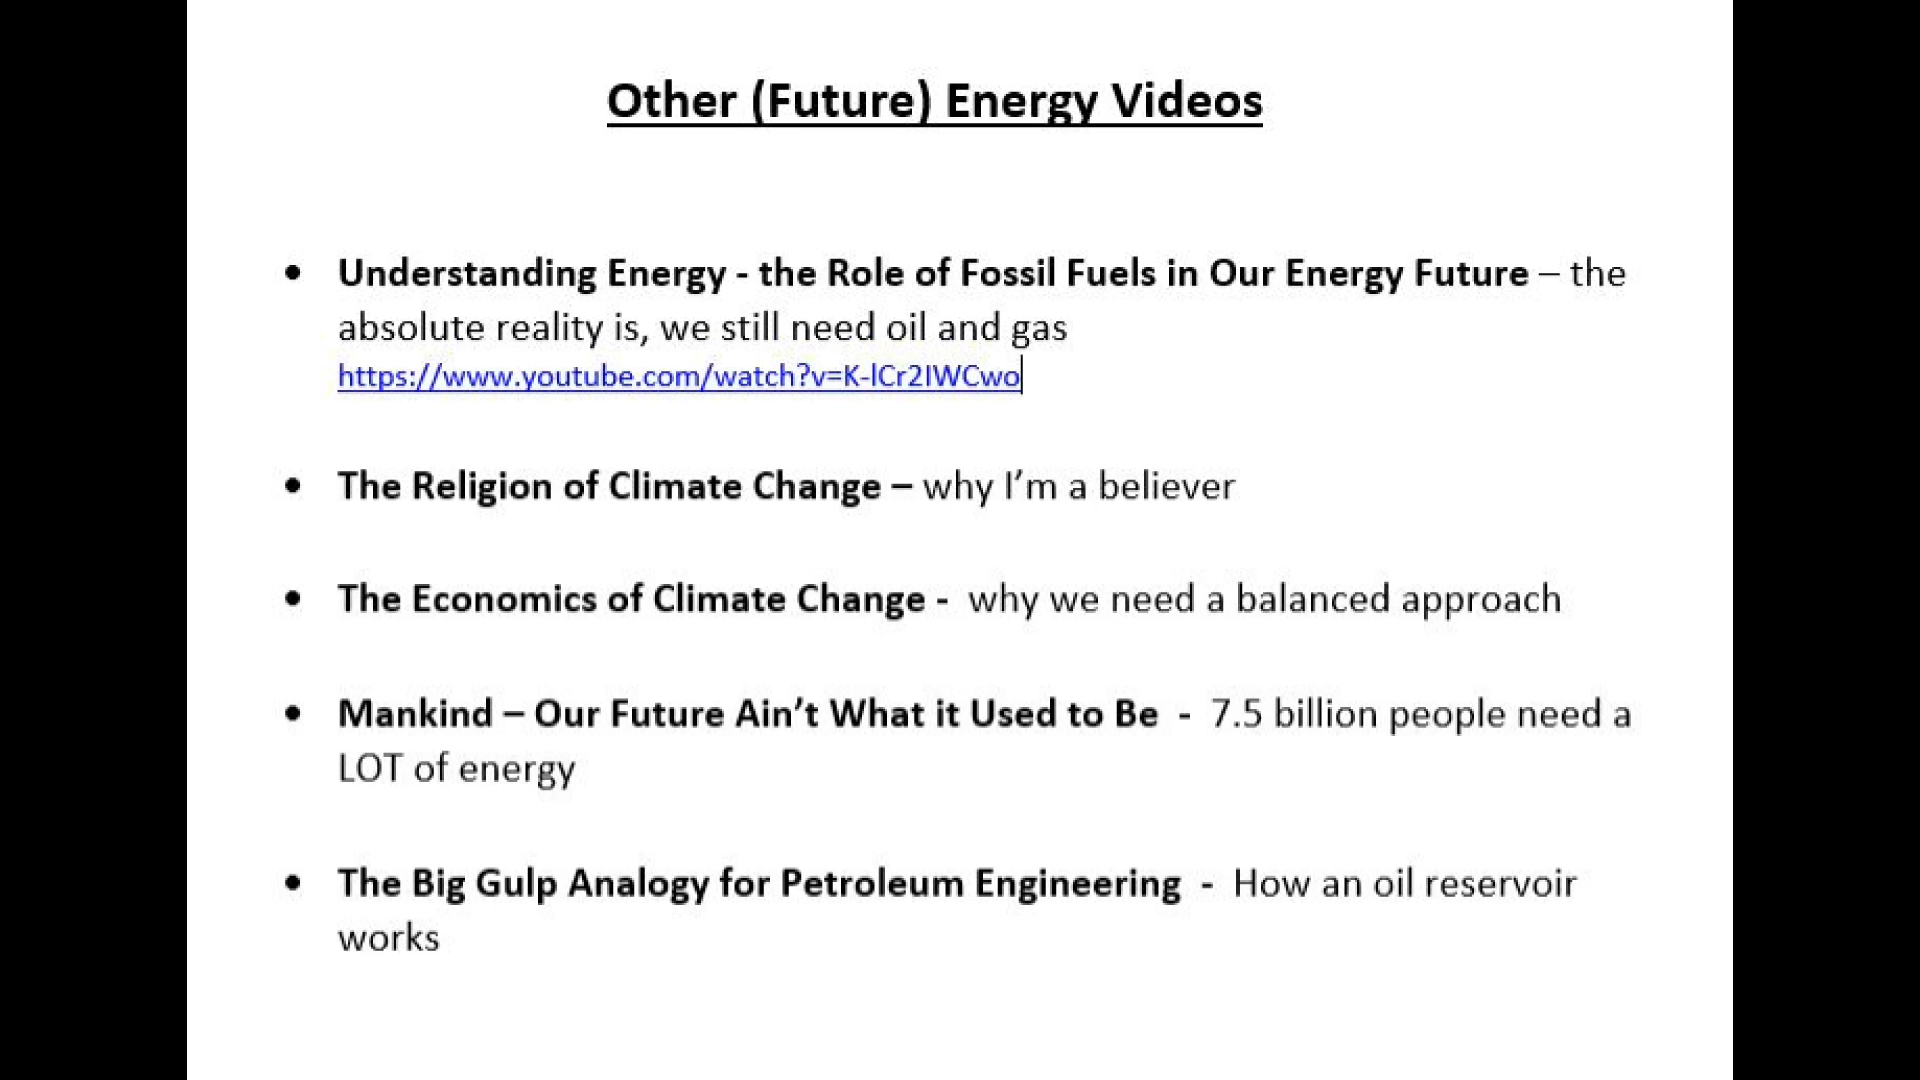 Other (Future) Energy Videos
• Understanding Energy - the Role of Fossil Fuels in Our Energy Future – the
absolute reality is, we still need oil and gas
https://www.youtube.com/watch?v=K-lCr2IWCwo
• The Religion of Climate Change – why I’m a believer
• The Economics of Climate Change - why we need a balanced approach
• Mankind – Our Future Ain’t What it Used to Be - 7.5 billion people need a
LOT of energy
• The Big Gulp Analogy for Petroleum Engineering - How an oil reservoir
works